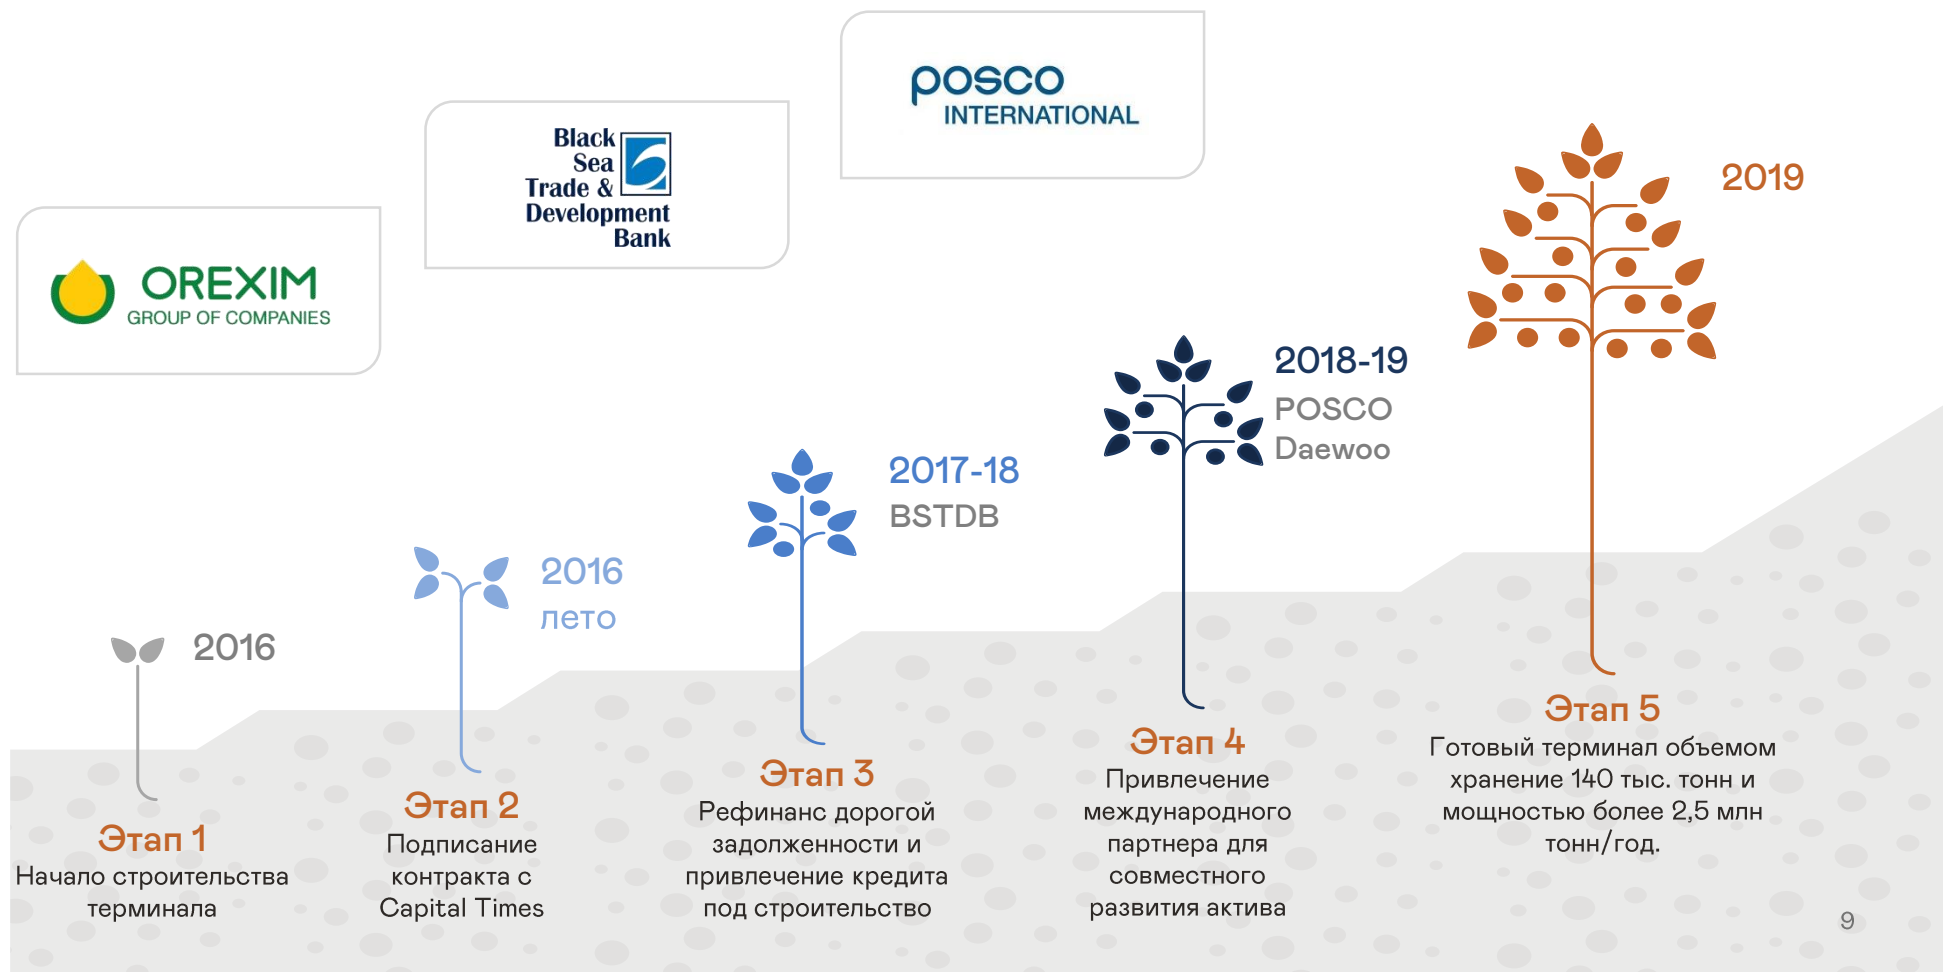 posco
INTERNATIONAL
Black
Sea
Trade &
Development
Bank
OREXIM
GROUP OF COMPANIES
2016
2016
лето
2017-18
BSTDB
2018-19
POSCO
Daewoo
2019
Этап 1
Начало строительства
терминала
Этап 2
Подписание
контракта с
Capital Times
Этап 3
Рефинанс дорогой
задолженности и
привлечение кредита
под строительство
Этап 4
Привлечение
международного
партнера для
совместного
развития актива
Этап 5
Готовый терминал объемом
хранение 140 тыс. тонн и
мощностью более 2,5 млн
тонн/год.
9